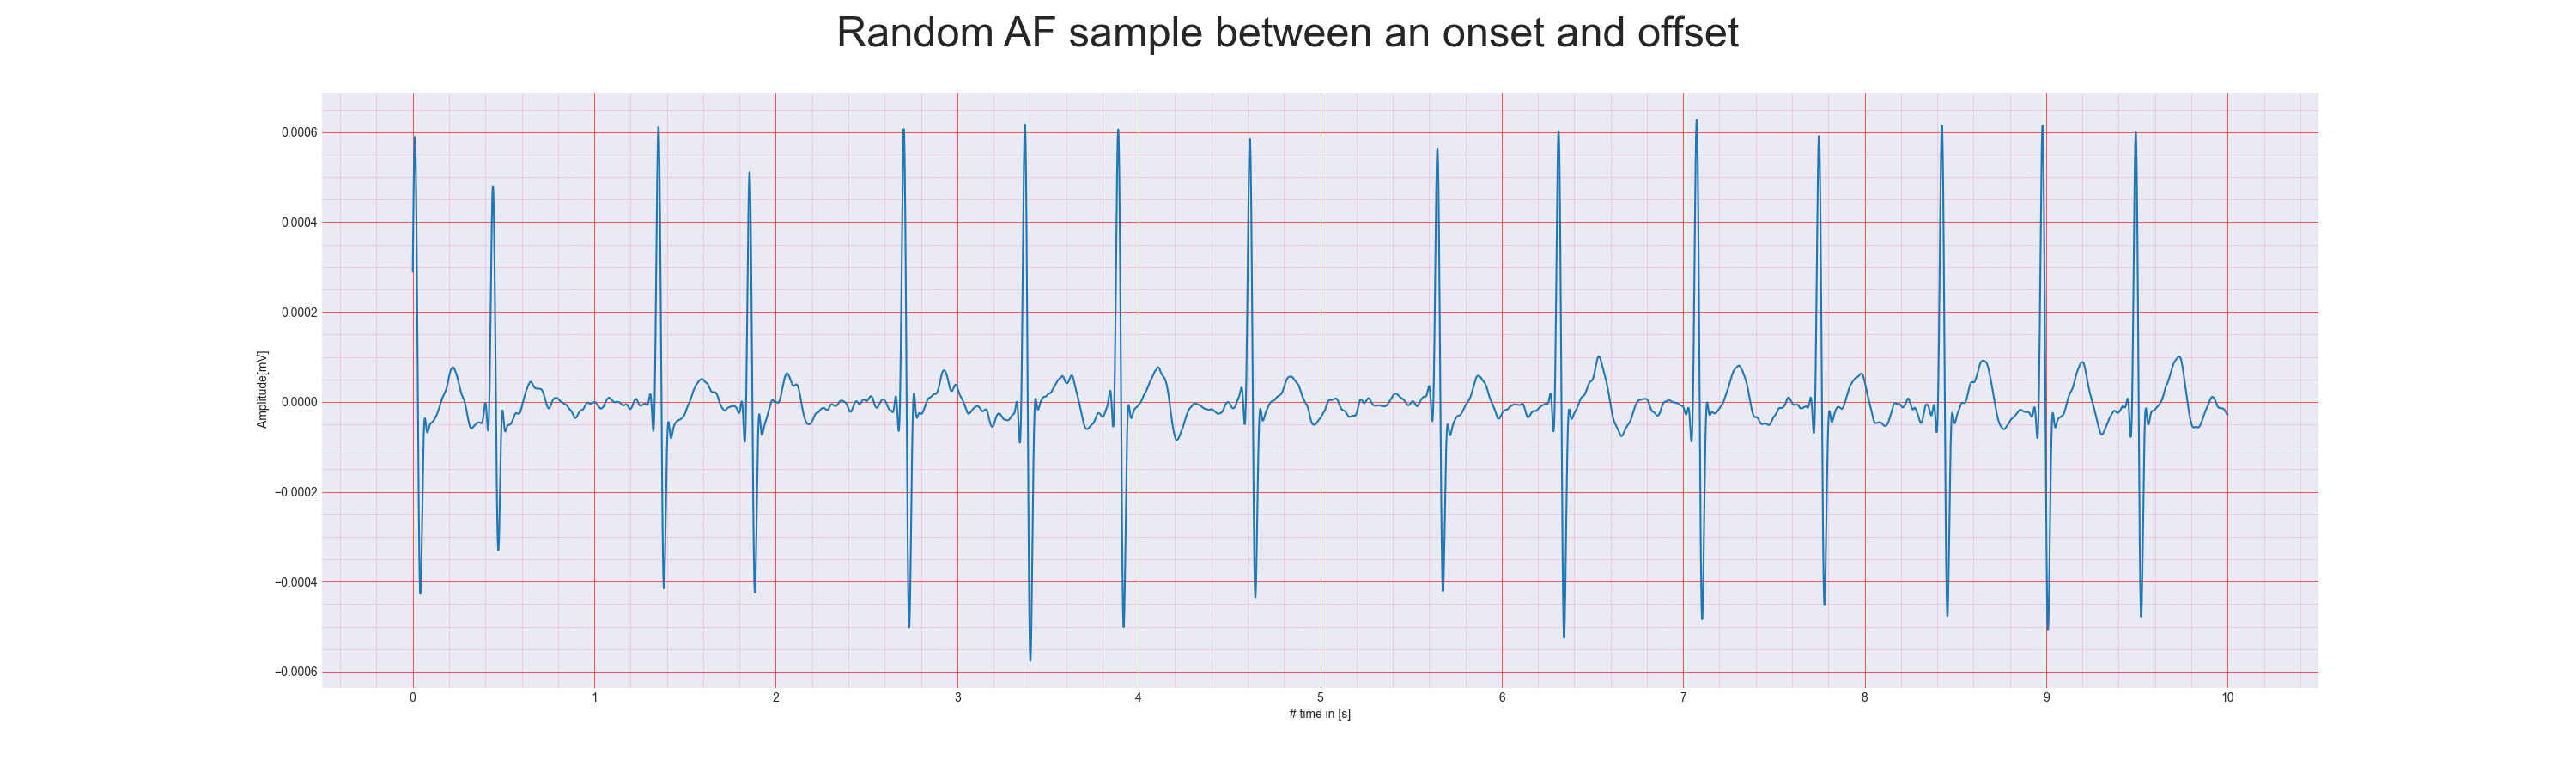 Random AF sample between an onset and offset
0.0006
0.0004
0.0002
0.0000
−0.0002
−0.0004
−0.0006
Amplitude[mV]
0 1 2 3 4 5 6 7 8 9 10
# time in [s]